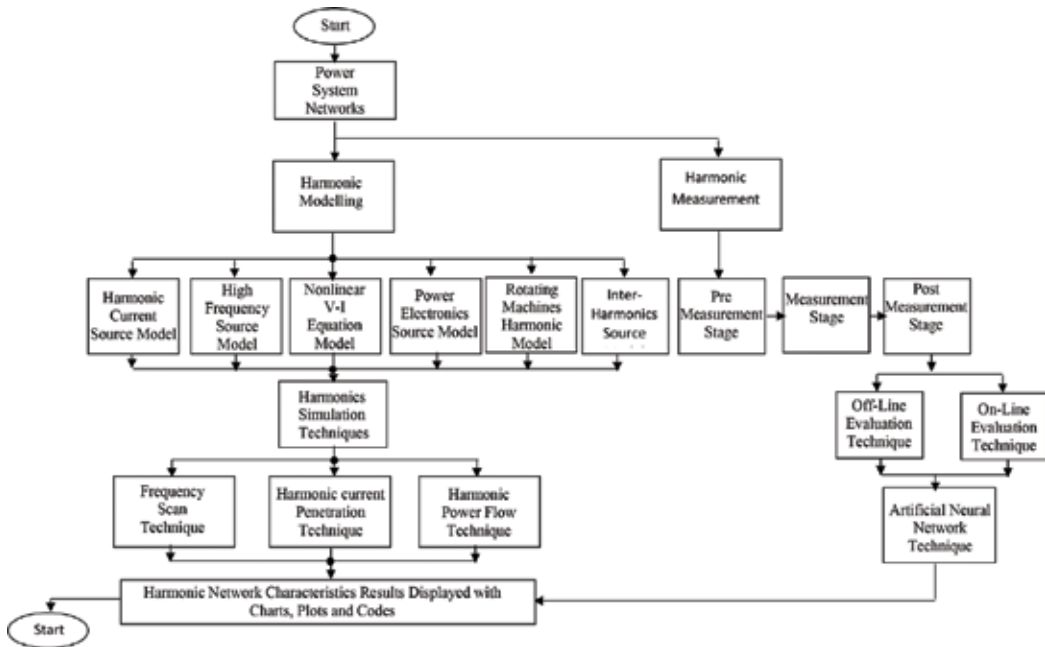 Start
Power
System
Networks
Harmonic
Modelling
Harmonic
Measurement
Harmonic
Current
Source Model
High
Frequency
Source
Model
Nonlinear
V-I
Equation
Model
Power
Electronics
Source Model
Rotating
Machines
Harmonic
Model
Inter-
Harmonics
Source
Pre
Measurement
Stage
Measurement
Stage
Post
Measurement
Stage
Harmonics
Simulation
Techniques
Off-Line
Evaluation
Technique
On-Line
Evaluation
Technique
Frequency
Scan
Technique
Harmonic current
Penetration
Technique
Harmonic
Power Flow
Technique
Artificial Neural
Network
Technique
Harmonic Network Characteristics Results Displayed with
Charts, Plots and Codes
Start